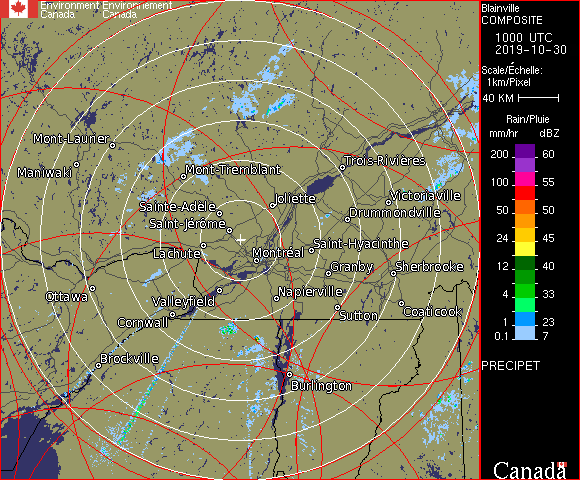 Environment Environnement
Canada Canada
Blainville
COMPOSITE
1000 UTC
2019-10-30
Scale/Échelle:
1km/Pixel
40 KM
Rain/Pluie
mm/hr dBZ
200 60
150 57
100 55
50 50
24 45
12 40
4 33
1 23
0.1 7
PRECIPET
Canada
Mont-Laurier
Maniwaki
Mont-Tremblant
Trois-Rivières
Joliette
Victoriaville
Sainte-Adèle
Drummondville
Saint-Jérôme
Lachute
Montréal
Saint-Hyacinthe
Granby
Sherbrooke
Ottawa
Valleyfield
Napierville
Cornwall
Sutton
Coaticook
Brockville
Burlington